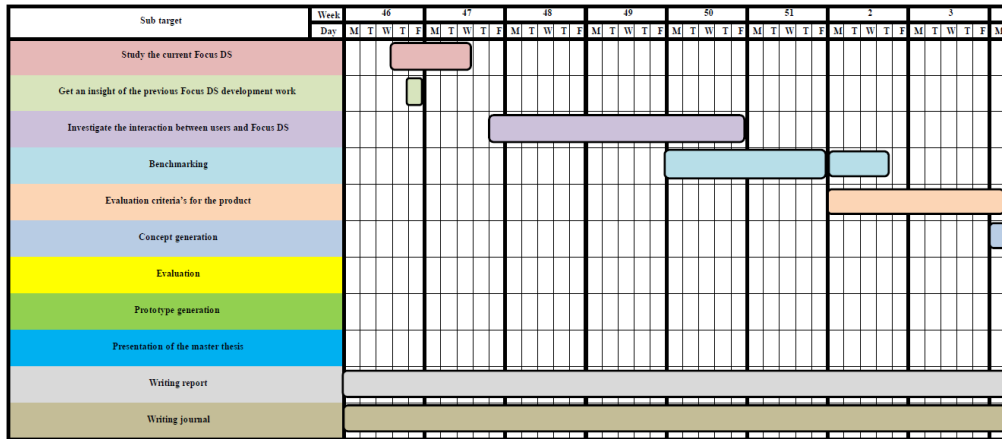 Sub target Week 46 47 48 49 50 51 2 3
Day M T W T F M T W T F M T W T F M T W T F M T W T F M T W T F M T W T F M T W T F M
Study the current Focus DS
Get an insight of the previous Focus DS development work
Investigate the interaction between users and Focus DS
Benchmarking
Evaluation criteria's for the product
Concept generation
Evaluation
Prototype generation
Presentation of the master thesis
Writing report
Writing journal